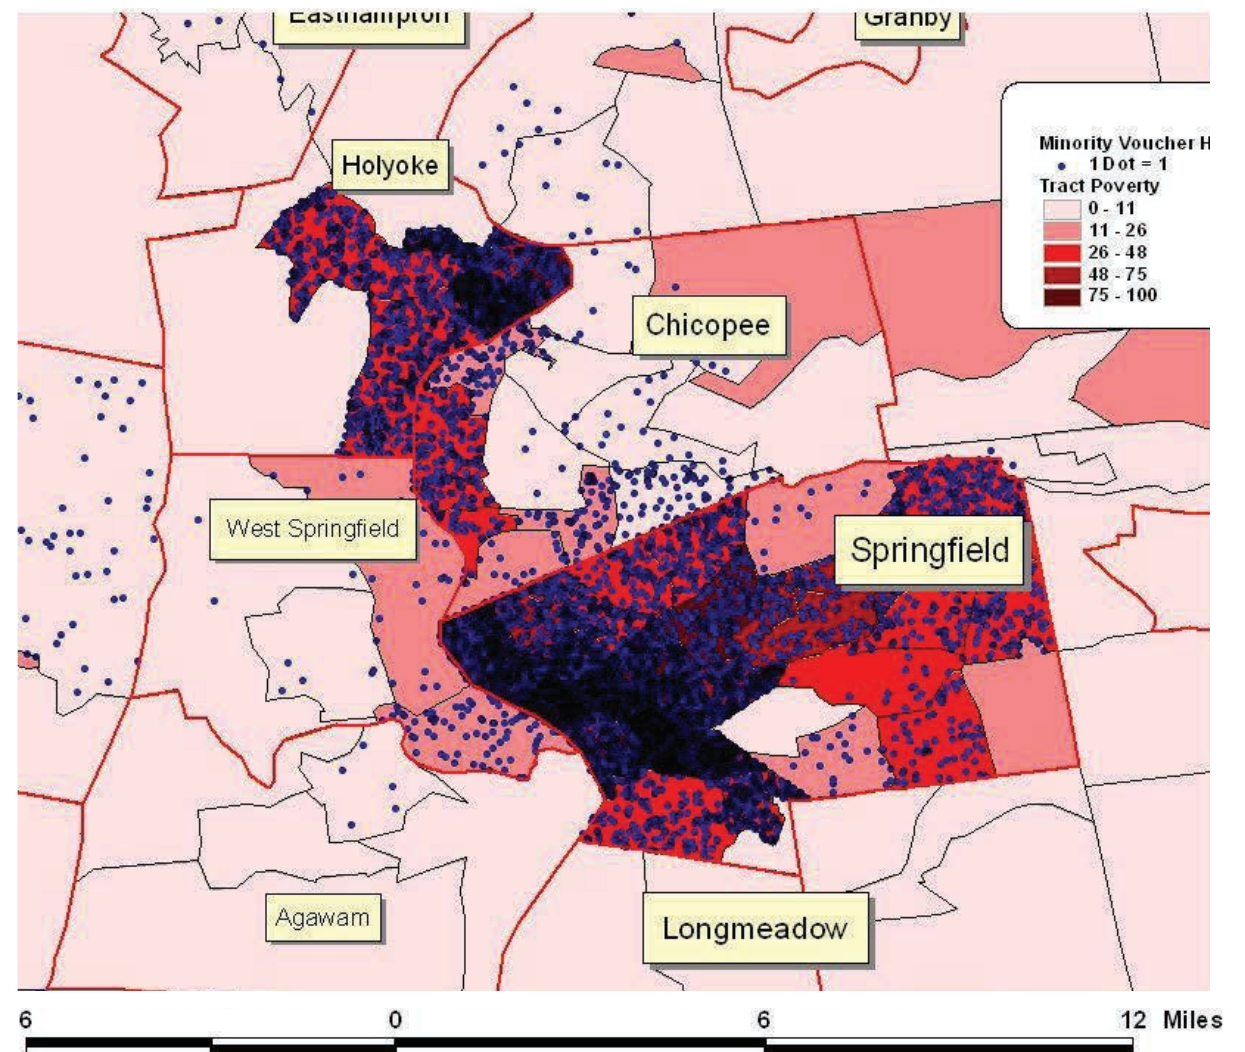 Easthampton
Granby
Holyoke
Minority Voucher H
1 Dot = 1
Tract Poverty
0 - 11
11 - 26
26 - 48
48 - 75
75 - 100
Chicopee
West Springfield
Springfield
Agawam
Longmeadow
6 0 6 12 Miles